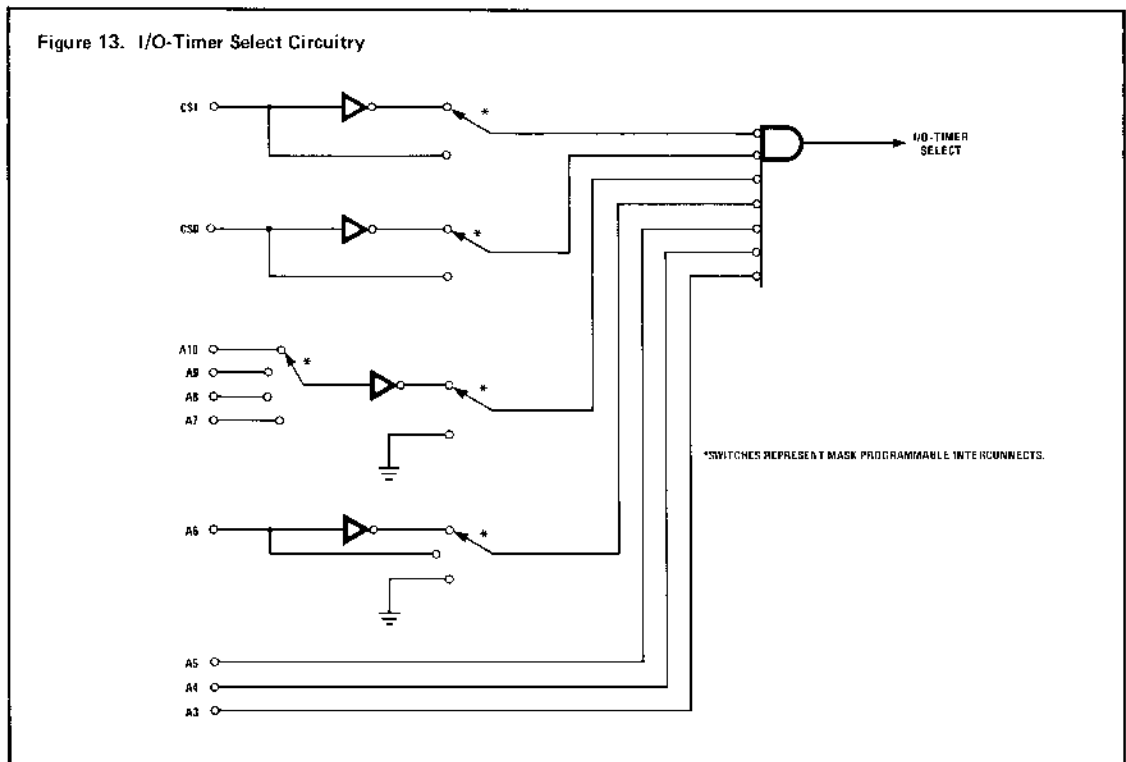 Figure 13. I/O-Timer Select Circuitry
CS1
*
I/O-TIMER
SELECT
CS0
*
A10
*
A9
A8
A7
*
*SWITCHES REPRESENT MASK PROGRAMMABLE INTERCONNECTS.
A6
*
A5
A4
A3